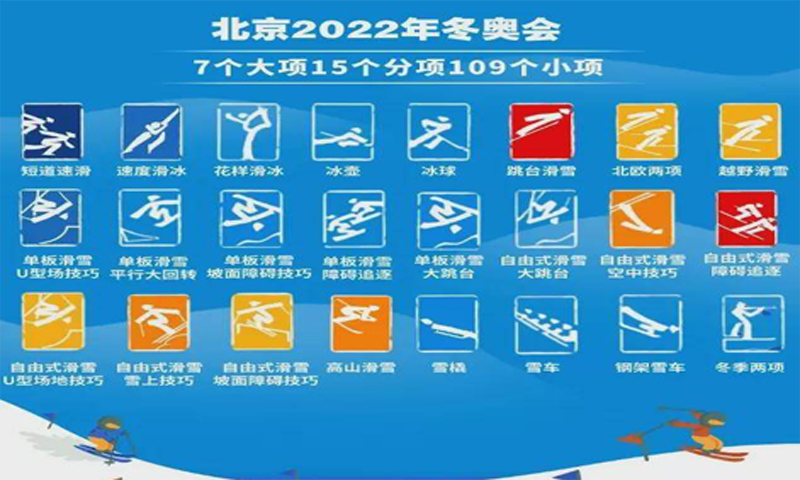 北京2022年冬奥会
7个大项15个分项109个小项
短道速滑 速度滑冰 花样滑冰 冰壶 冰球 跳台滑雪 北欧两项 越野滑雪
单板滑雪 单板滑雪 单板滑雪 单板滑雪 单板滑雪 自由式滑雪 自由式滑雪 自由式滑雪
U型场技巧 平行大回转 坡面障碍技巧 障碍追逐 大跳台 大跳台 空中技巧 障碍追逐
自由式滑雪 自由式滑雪 自由式滑雪 高山滑雪 雪橇 雪车 钢架雪车 冬季两项
U型场地技巧 雪上技巧 坡面障碍技巧